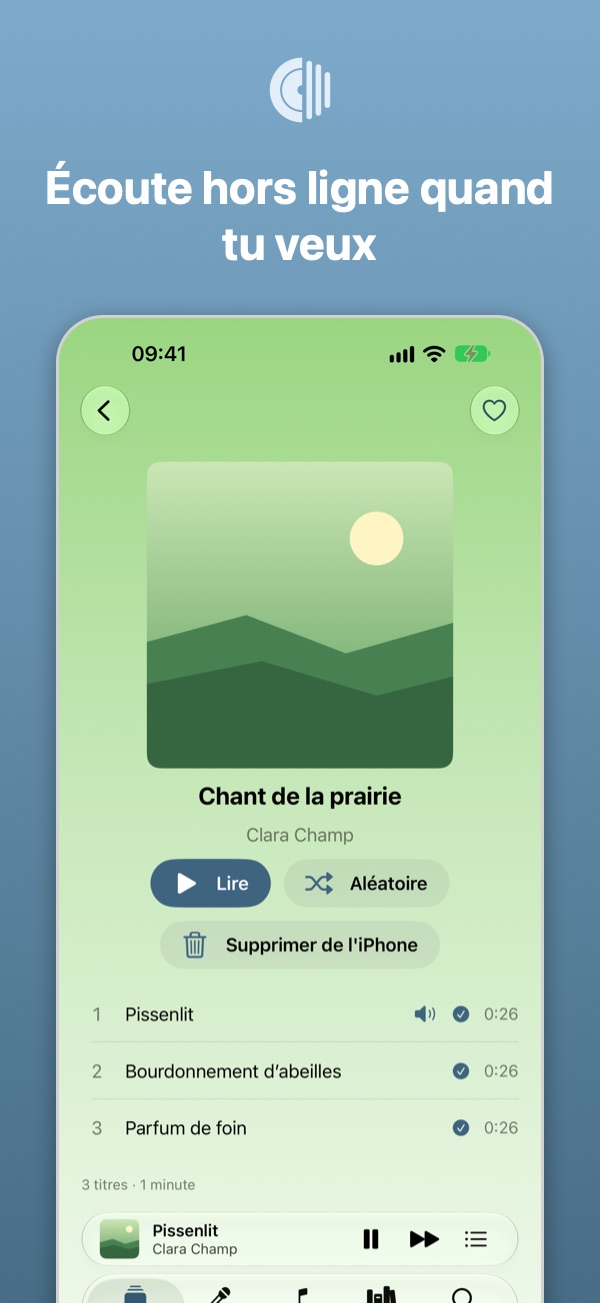 Écoute hors ligne quand
tu veux
09:41
Chant de la prairie
Clara Champ
Lire
Aléatoire
Supprimer de l'iPhone
1 Pissenlit 0:26
2 Bourdonnement d’abeilles 0:26
3 Parfum de foin 0:26
3 titres · 1 minute
Pissenlit
Clara Champ